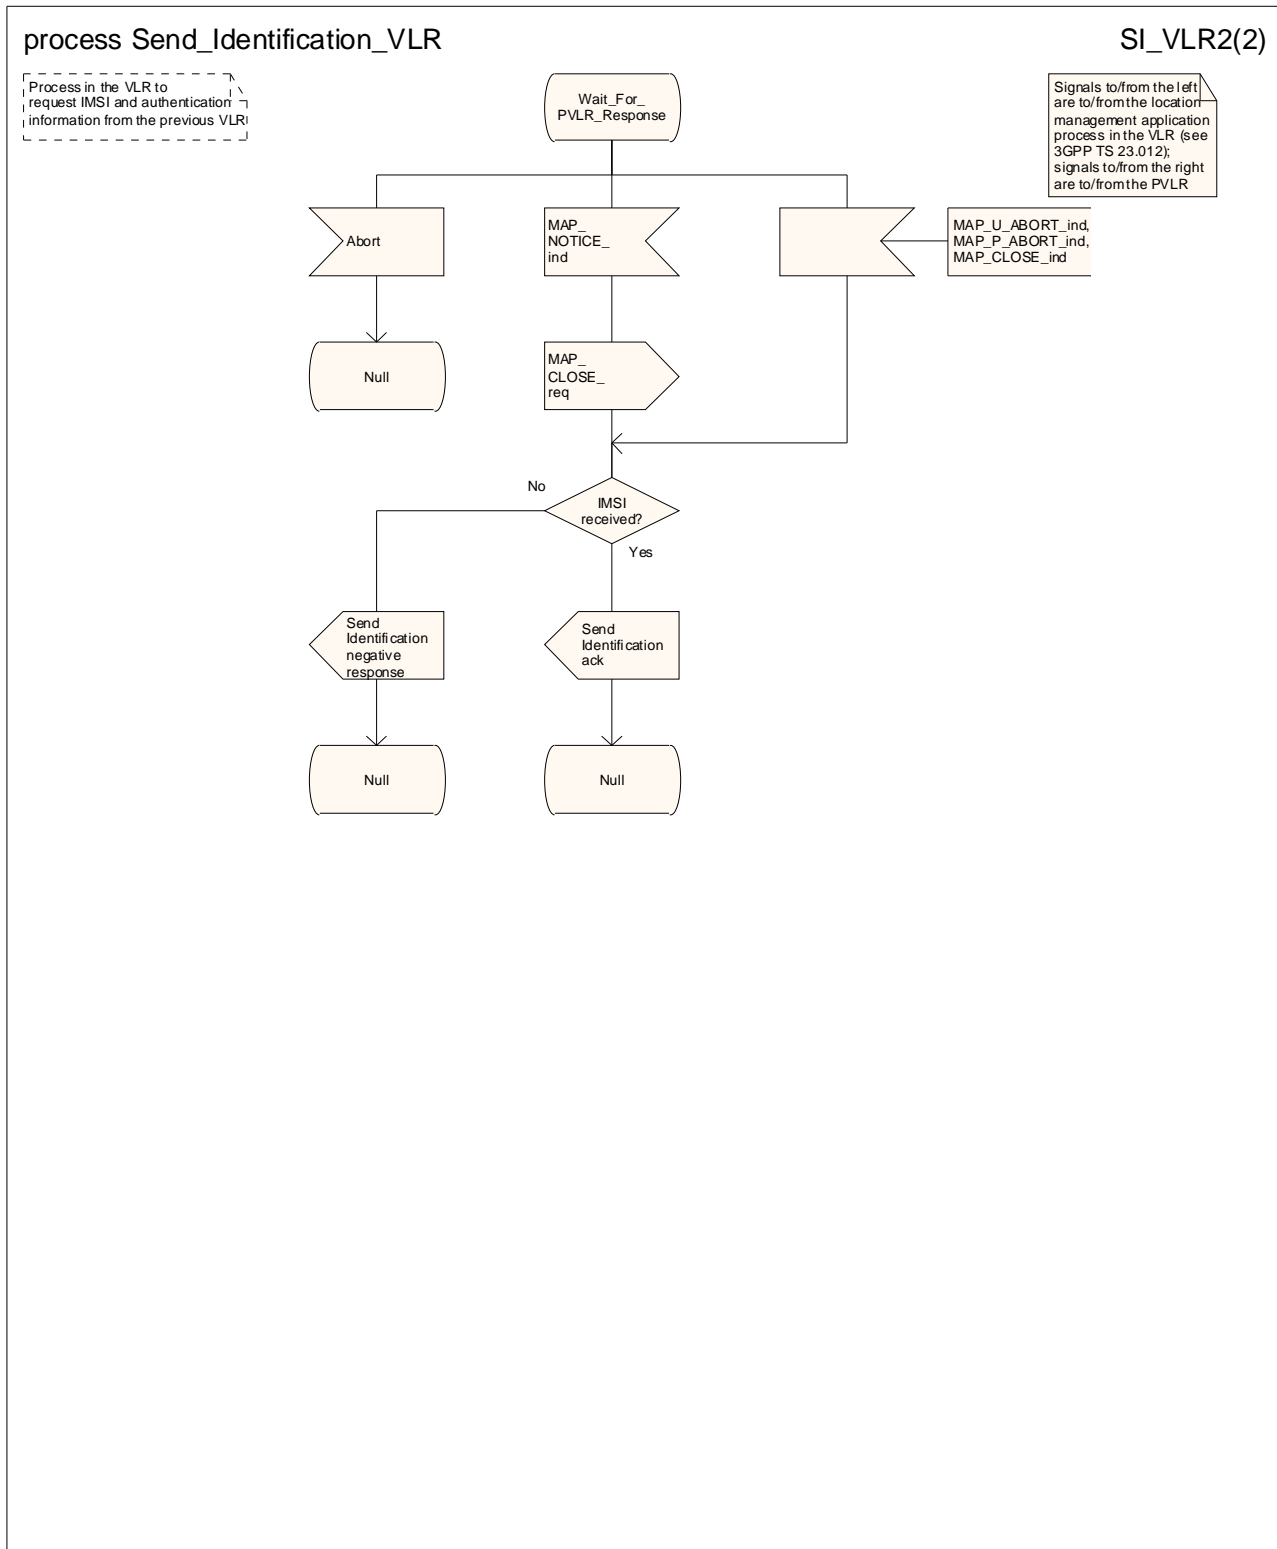 process Send_Identification_VLR
SI_VLR2(2)
Process in the VLR to
request IMSI and authentication
information from the previous VLR
Wait_For_
PVLR_Response
Signals to/from the left
are to/from the location
management application
process in the VLR (see
3GPP TS 23.012);
signals to/from the right
are to/from the PVLR
Abort
MAP_
NOTICE_
ind
MAP_U_ABORT_ind,
MAP_P_ABORT_ind,
MAP_CLOSE_ind
Null
MAP_
CLOSE_
req
No
IMSI
received?
Yes
Send
Identification
negative
response
Send
Identification
ack
Null
Null